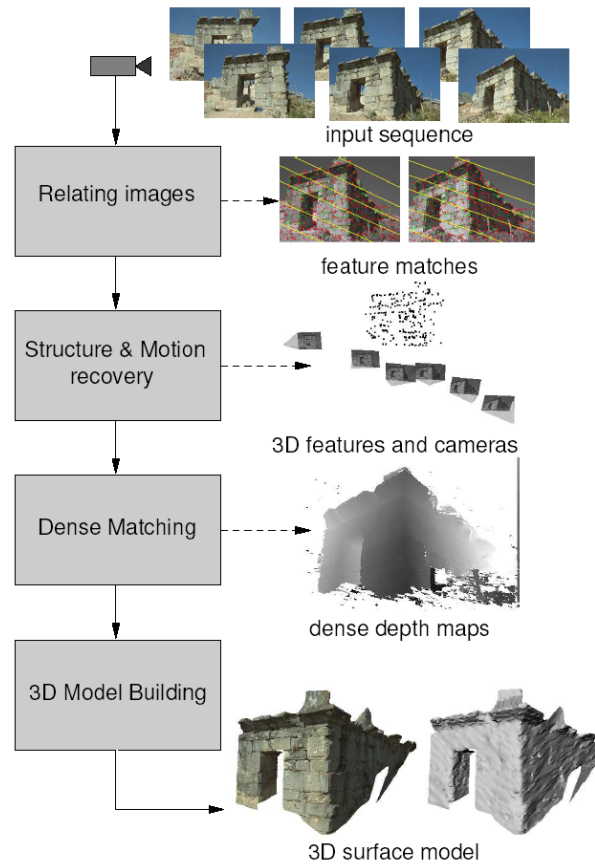 input sequence
Relating images
feature matches
Structure & Motion
recovery
3D features and cameras
Dense Matching
dense depth maps
3D Model Building
3D surface model